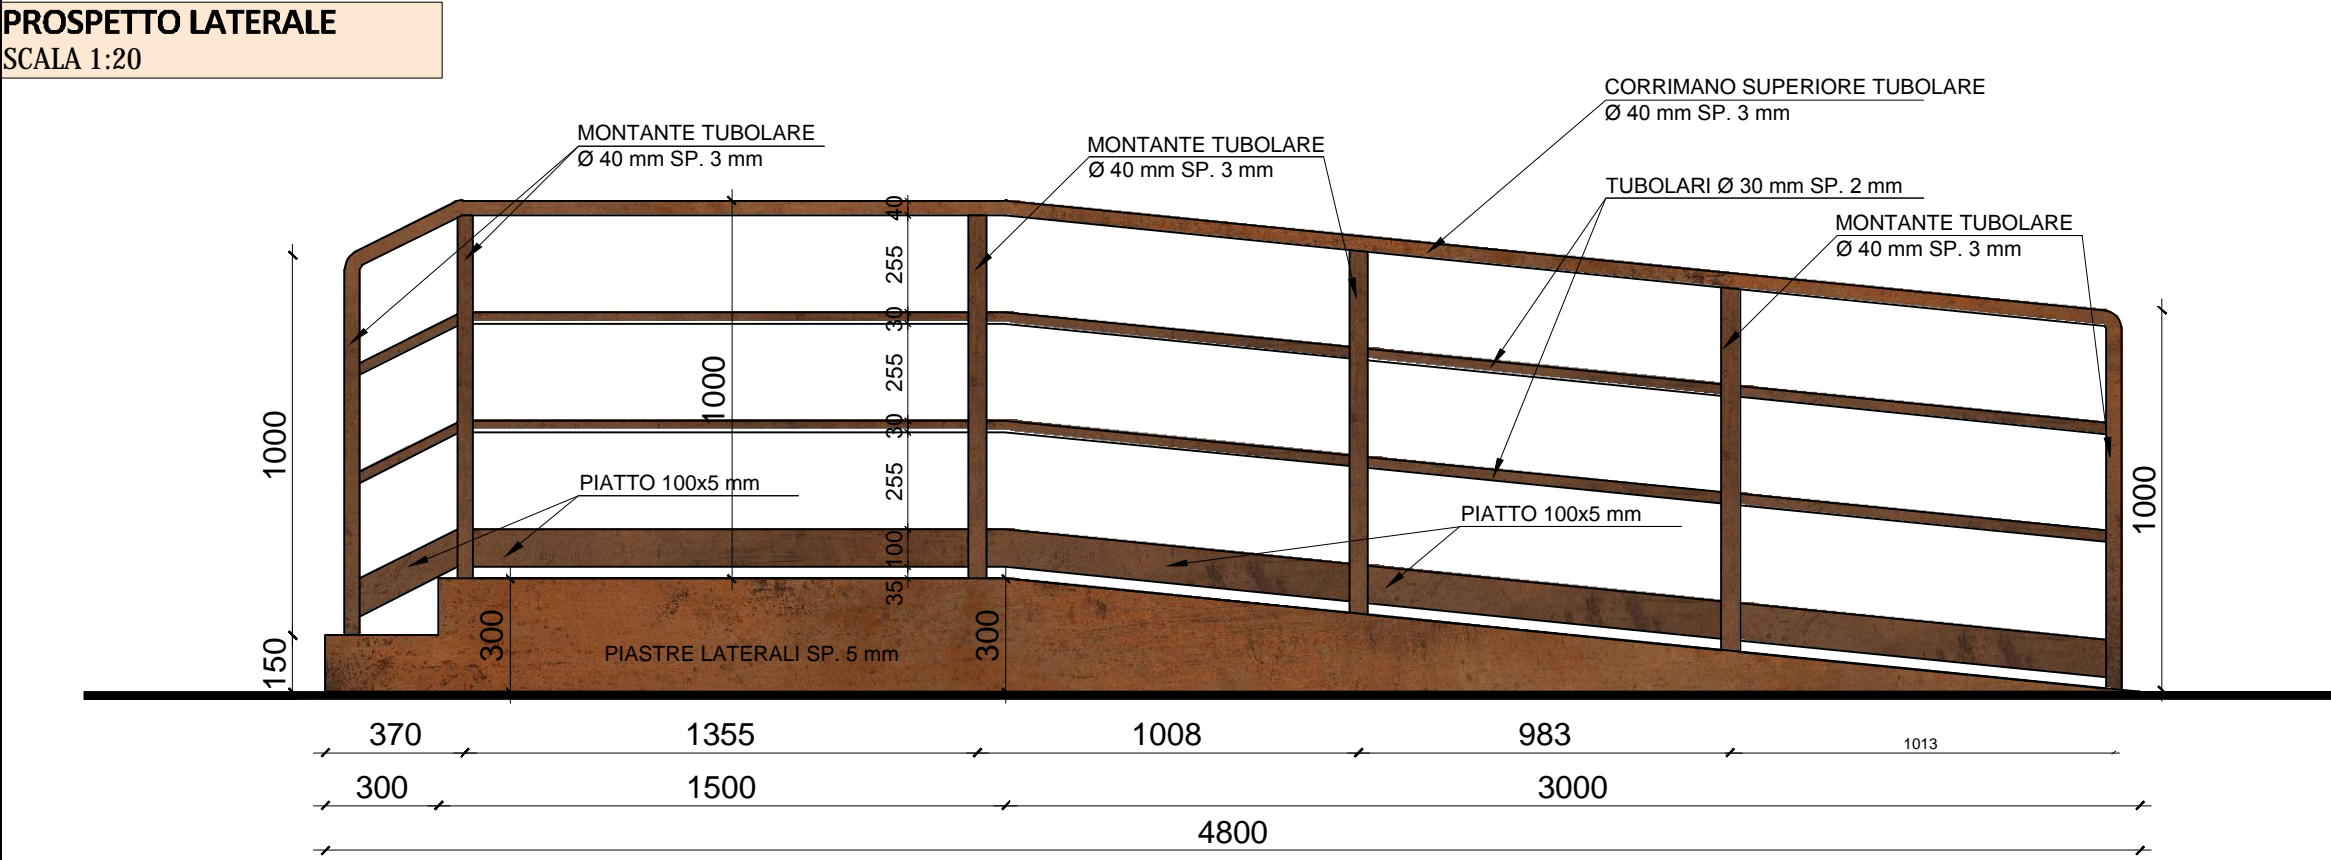 PROSPETTO LATERALE
SCALA 1:20
CORRIMANO SUPERIORE TUBOLARE
Ø 40 mm SP. 3 mm
MONTANTE TUBOLARE
Ø 40 mm SP. 3 mm
MONTANTE TUBOLARE
Ø 40 mm SP. 3 mm
TUBOLARI Ø 30 mm SP. 2 mm
MONTANTE TUBOLARE
Ø 40 mm SP. 3 mm
40
255
30
255
30
255
100
35
1000
1000
150
1000
PIATTO 100x5 mm
PIATTO 100x5 mm
300
300
PIASTRE LATERALI SP. 5 mm
370
1355
1008
983
1013
300
1500
3000
4800